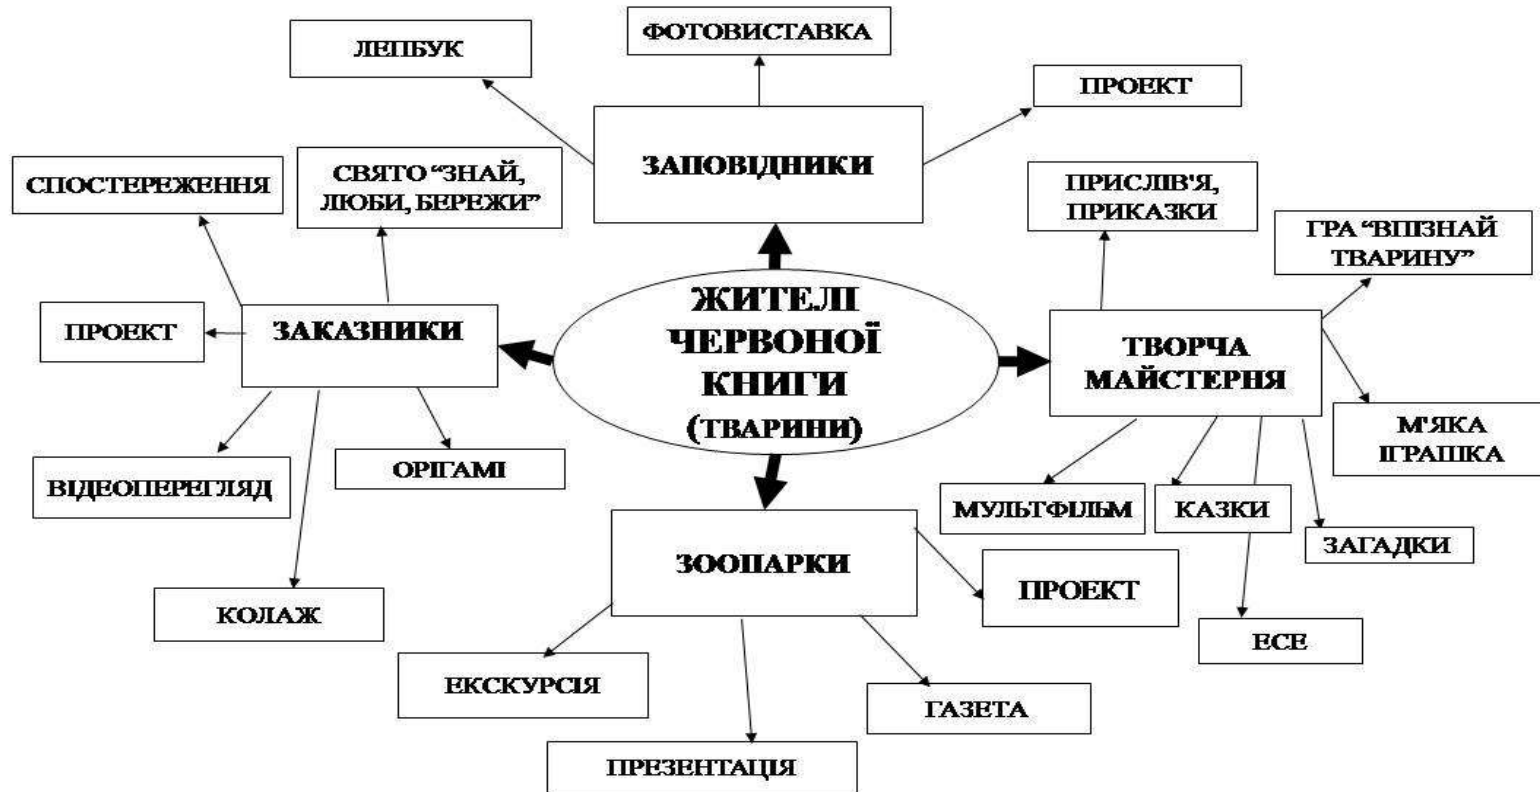 ЛЕПБУК
ФОТОВИСТАВКА
ПРОЕКТ
ЗАПОВІДНИКИ
СПОСТЕРЕЖЕННЯ
СВЯТО “ЗНАЙ,
ЛЮБИ, БЕРЕЖИ”
ПРИСЛІВ'Я,
ПРИКАЗКИ
ГРА “ВПІЗНАЙ
ТВАРИНУ”
ПРОЕКТ
ЗАКАЗНИКИ
ЖИТЕЛІ
ЧЕРВОНОЇ
КНИГИ
(ТВАРИНИ)
ТВОРЧА
МАЙСТЕРНЯ
М'ЯКА
ІГРАШКА
ВІДЕОПЕРЕГЛЯД
ОРІГАМІ
МУЛЬТФІЛЬМ
КАЗКИ
ЗАГАДКИ
ЗООПАРКИ
ПРОЕКТ
КОЛАЖ
ЕСЕ
ЕКСКУРСІЯ
ГАЗЕТА
ПРЕЗЕНТАЦІЯ